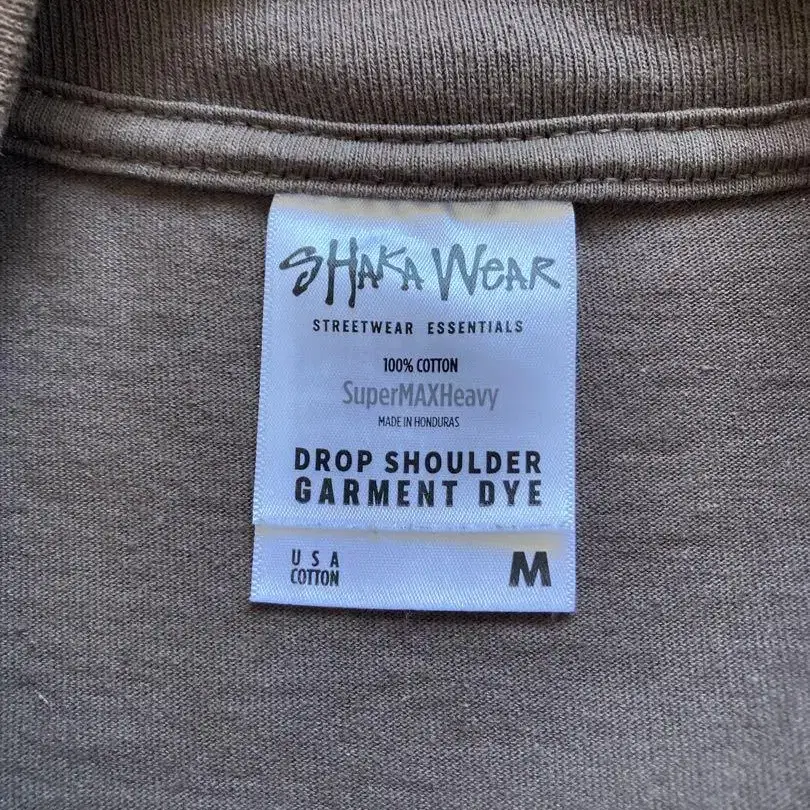 SHAKA WEAR
STREETWEAR ESSENTIALS
100% COTTON
SuperMAXHeavy
MADE IN HONDURAS
DROP SHOULDER
GARMENT DYE
USA
COTTON
M